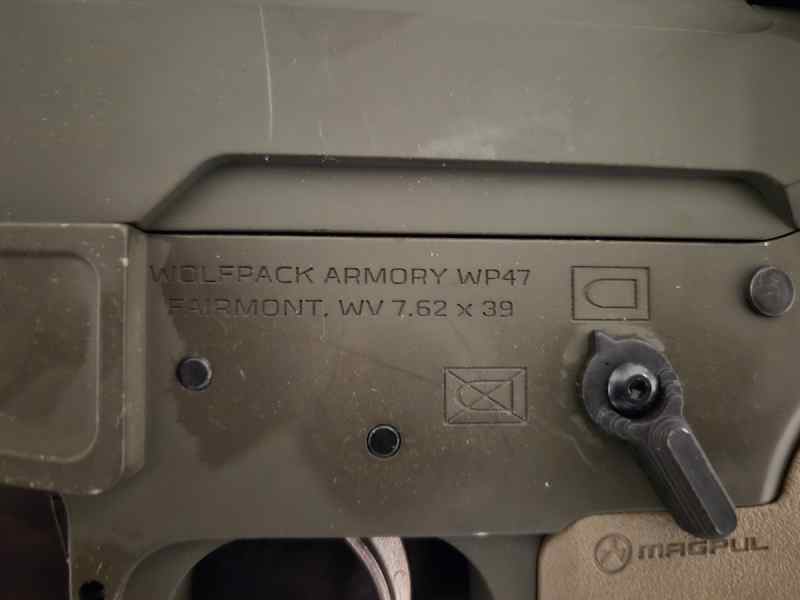 WOLFPACK ARMORY WP47
FAIRMONT, WV 7.62 x 39
MAGPUL